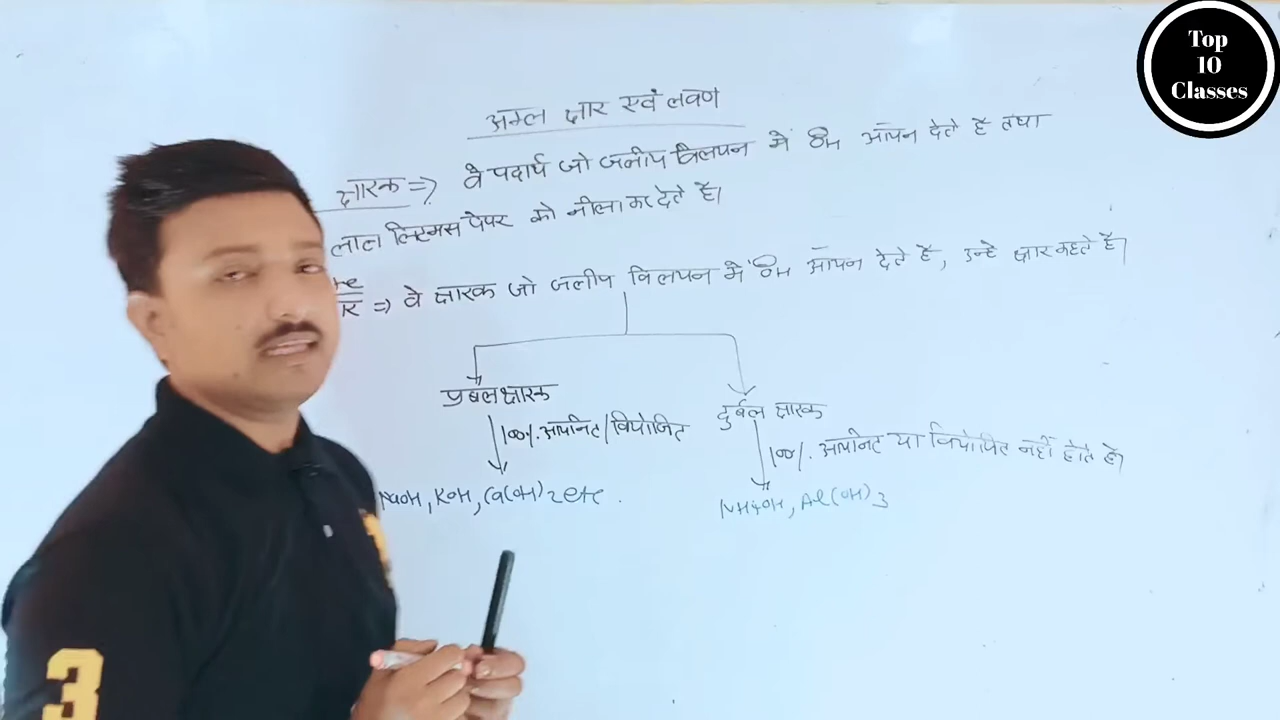 Top
10
Classes
अम्ल क्षार एवं लवण
क्षारक => वे पदार्थ जो जलीय विलयन में OH आयन देते हैं तथा
लाल लिटमस पेपर को नीला कर देते हैं।
=> वे क्षारक जो जलीय विलयन में OH आयन देते हैं, उन्हे क्षार कहते हैं।
प्रबल क्षारक
दुर्बल क्षारक
100%. आयनित/वियोजित
100%. आयनित या वियोजित नहीं होते हैं।
NaOH, KOH, Ca(OH)2 etc.
NH4OH, Al(OH)3
3